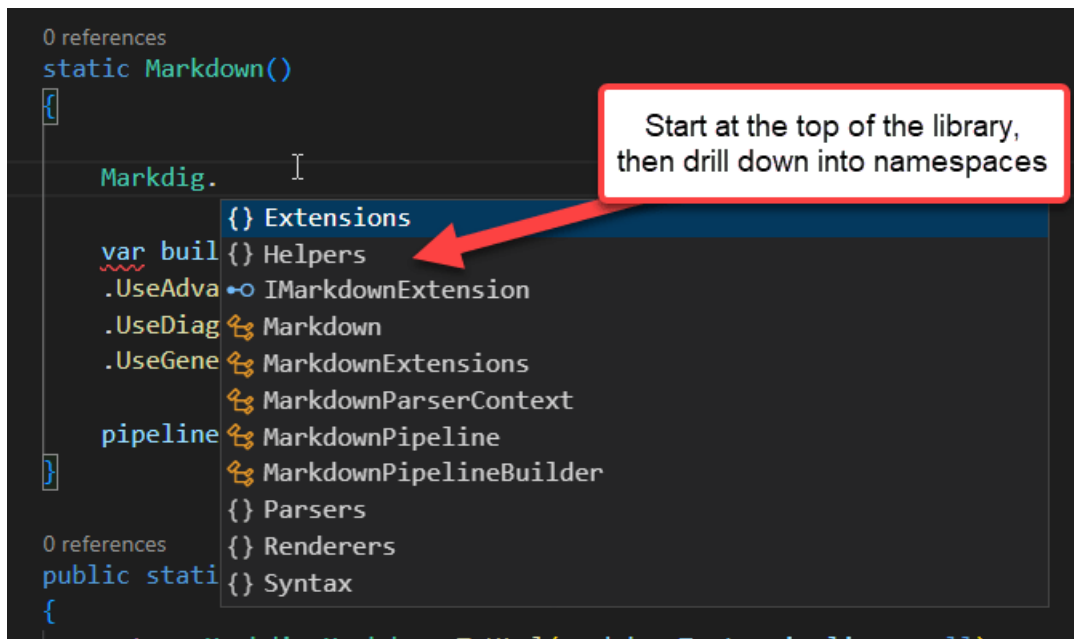 0 references
static Markdown()
{
Start at the top of the library,
then drill down into namespaces
Markdig.
{} Extensions
var buil {} Helpers
.UseAdva IMarkdownExtension
.UseDiag Markdown
.UseGene MarkdownExtensions
MarkdownParserContext
pipeline MarkdownPipeline
} MarkdownPipelineBuilder
{} Parsers
0 references {} Renderers
public stati {} Syntax
{